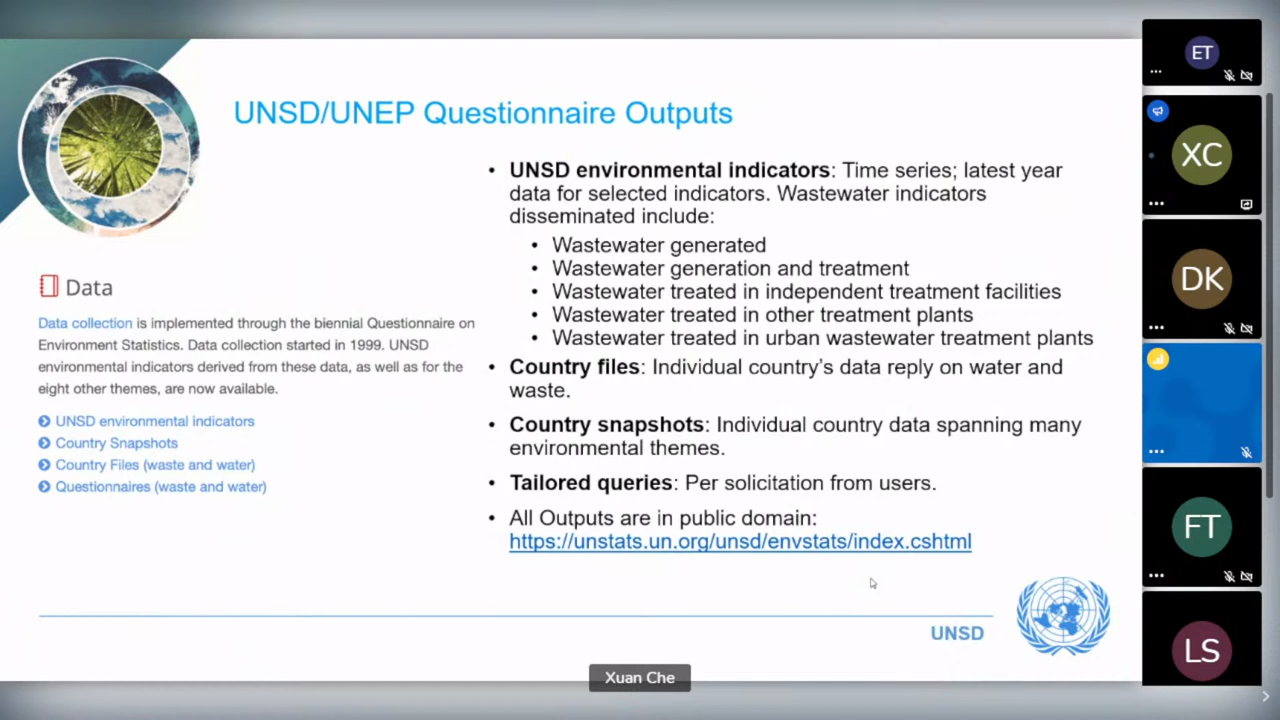 UNSD/UNEP Questionnaire Outputs
Data
Data collection is implemented through the biennial Questionnaire on
Environment Statistics. Data collection started in 1999. UNSD
environmental indicators derived from these data, as well as for the
eight other themes, are now available.
UNSD environmental indicators
Country Snapshots
Country Files (waste and water)
Questionnaires (waste and water)
• UNSD environmental indicators: Time series; latest year
data for selected indicators. Wastewater indicators
disseminated include:
• Wastewater generated
• Wastewater generation and treatment
• Wastewater treated in independent treatment facilities
• Wastewater treated in other treatment plants
• Wastewater treated in urban wastewater treatment plants
• Country files: Individual country’s data reply on water and
waste.
• Country snapshots: Individual country data spanning many
environmental themes.
• Tailored queries: Per solicitation from users.
• All Outputs are in public domain:
https://unstats.un.org/unsd/envstats/index.cshtml
UNSD
Xuan Che
ET
XC
DK
FT
LS